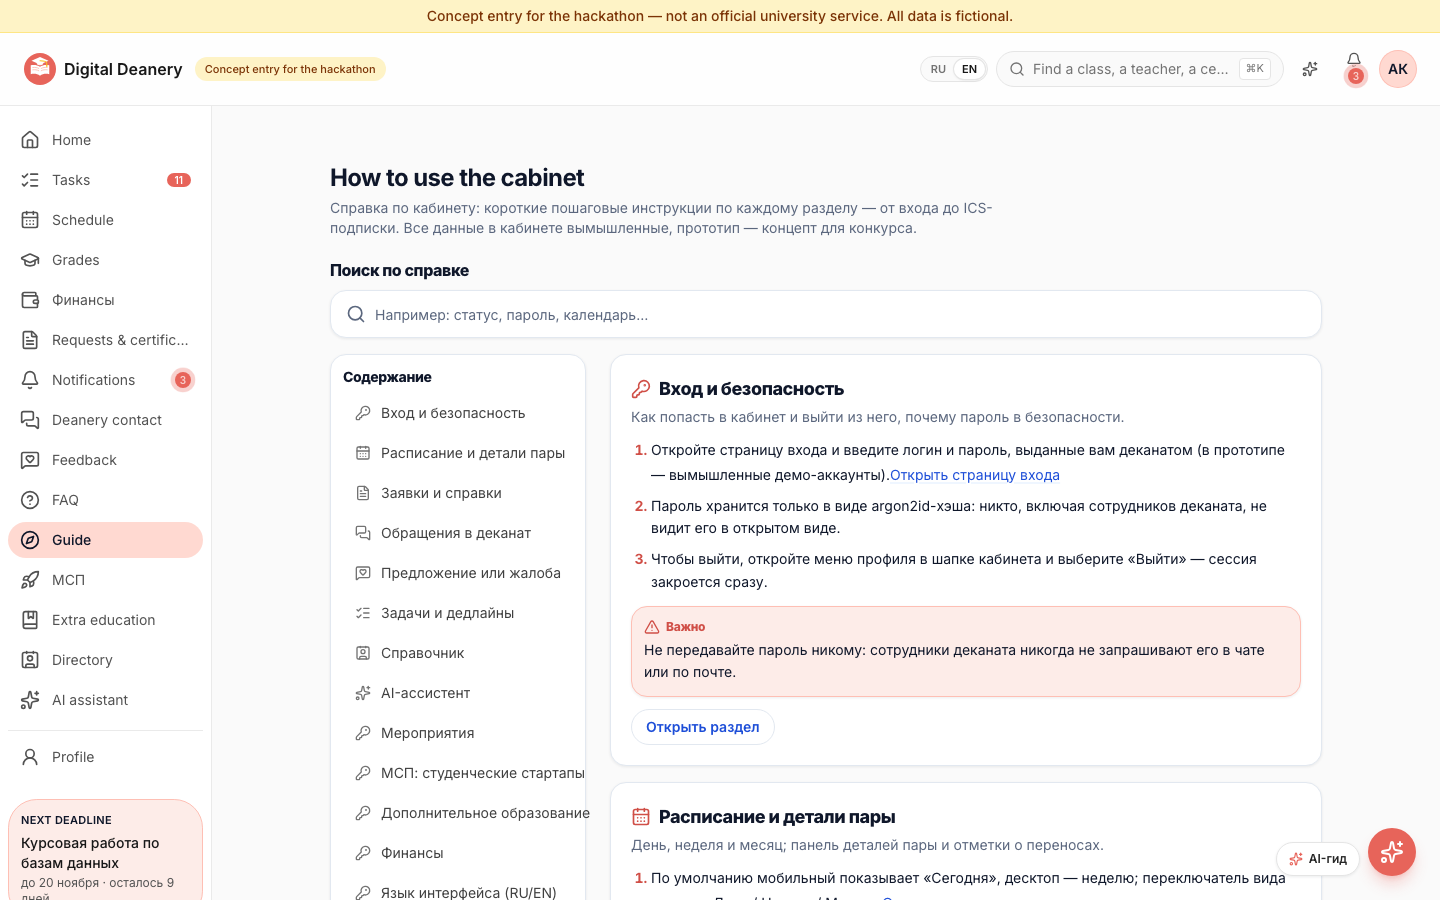 Concept entry for the hackathon — not an official university service. All data is fictional.
Digital Deanery
Concept entry for the hackathon
RU
EN
Find a class, a teacher, a ce...
⌘K
3
AK
Home
Tasks
11
Schedule
Grades
Финансы
Requests & certific...
Notifications
3
Deanery contact
Feedback
FAQ
Guide
МСП
Extra education
Directory
AI assistant
Profile
NEXT DEADLINE
Курсовая работа по
базам данных
до 20 ноября · осталось 9
дней
How to use the cabinet
Справка по кабинету: короткие пошаговые инструкции по каждому разделу — от входа до ICS-
подписки. Все данные в кабинете вымышленные, прототип — концепт для конкурса.
Поиск по справке
Например: статус, пароль, календарь...
Содержание
Вход и безопасность
Расписание и детали пары
Заявки и справки
Обращения в деканат
Предложение или жалоба
Задачи и дедлайны
Справочник
AI-ассистент
Мероприятия
МСП: студенческие стартапы
Дополнительное образование
Финансы
Язык интерфейса (RU/EN)
Вход и безопасность
Как попасть в кабинет и выйти из него, почему пароль в безопасности.
1. Откройте страницу входа и введите логин и пароль, выданные вам деканатом (в прототипе
— вымышленные демо-аккаунты).Открыть страницу входа
2. Пароль хранится только в виде argon2id-хэша: никто, включая сотрудников деканата, не
видит его в открытом виде.
3. Чтобы выйти, откройте меню профиля в шапке кабинета и выберите «Выйти» — сессия
закроется сразу.
Важно
Не передавайте пароль никому: сотрудники деканата никогда не запрашивают его в чате
или по почте.
Открыть раздел
Расписание и детали пары
День, неделя и месяц; панель деталей пары и отметки о переносах.
1. По умолчанию мобильный показывает «Сегодня», десктоп — неделю; переключатель вида
AI-гид